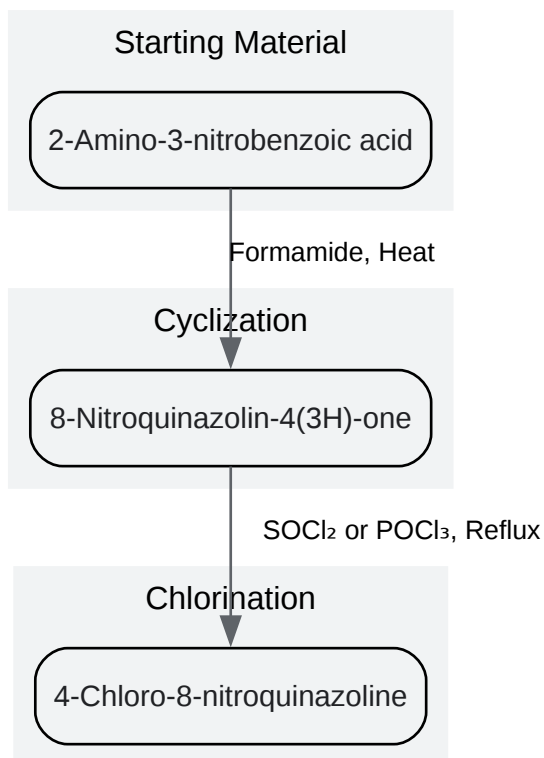 Starting Material
2-Amino-3-nitrobenzoic acid
Formamide, Heat
Cyclization
8-Nitroquinazolin-4(3H)-one
SOCl₂ or POCl₃, Reflux
Chlorination
4-Chloro-8-nitroquinazoline